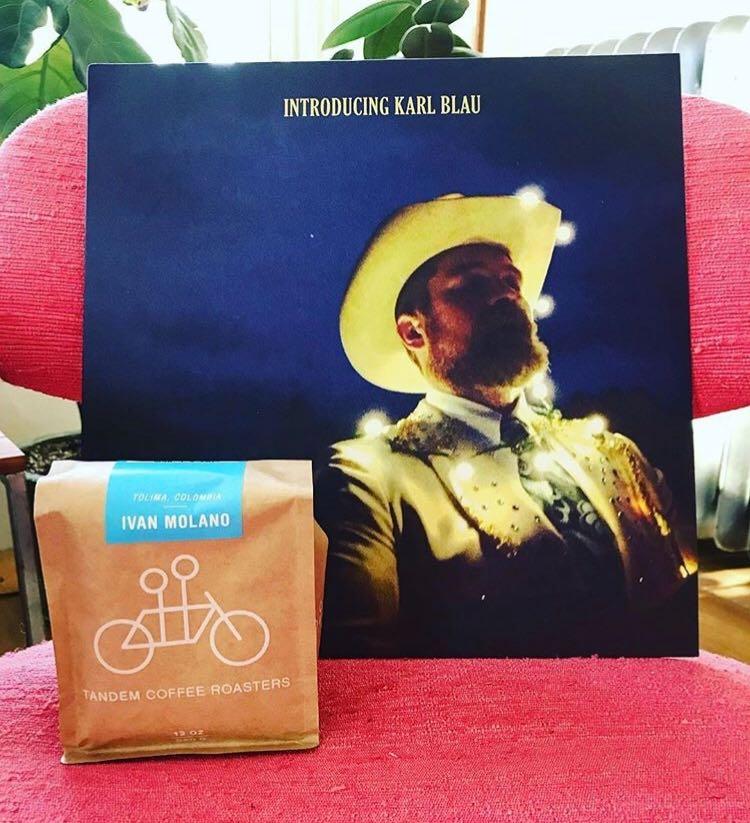 INTRODUCING KARL BLAU
TOLIMA, COLOMBIA
IVAN MOLANO
TANDEM COFFEE ROASTERS
12 OZ